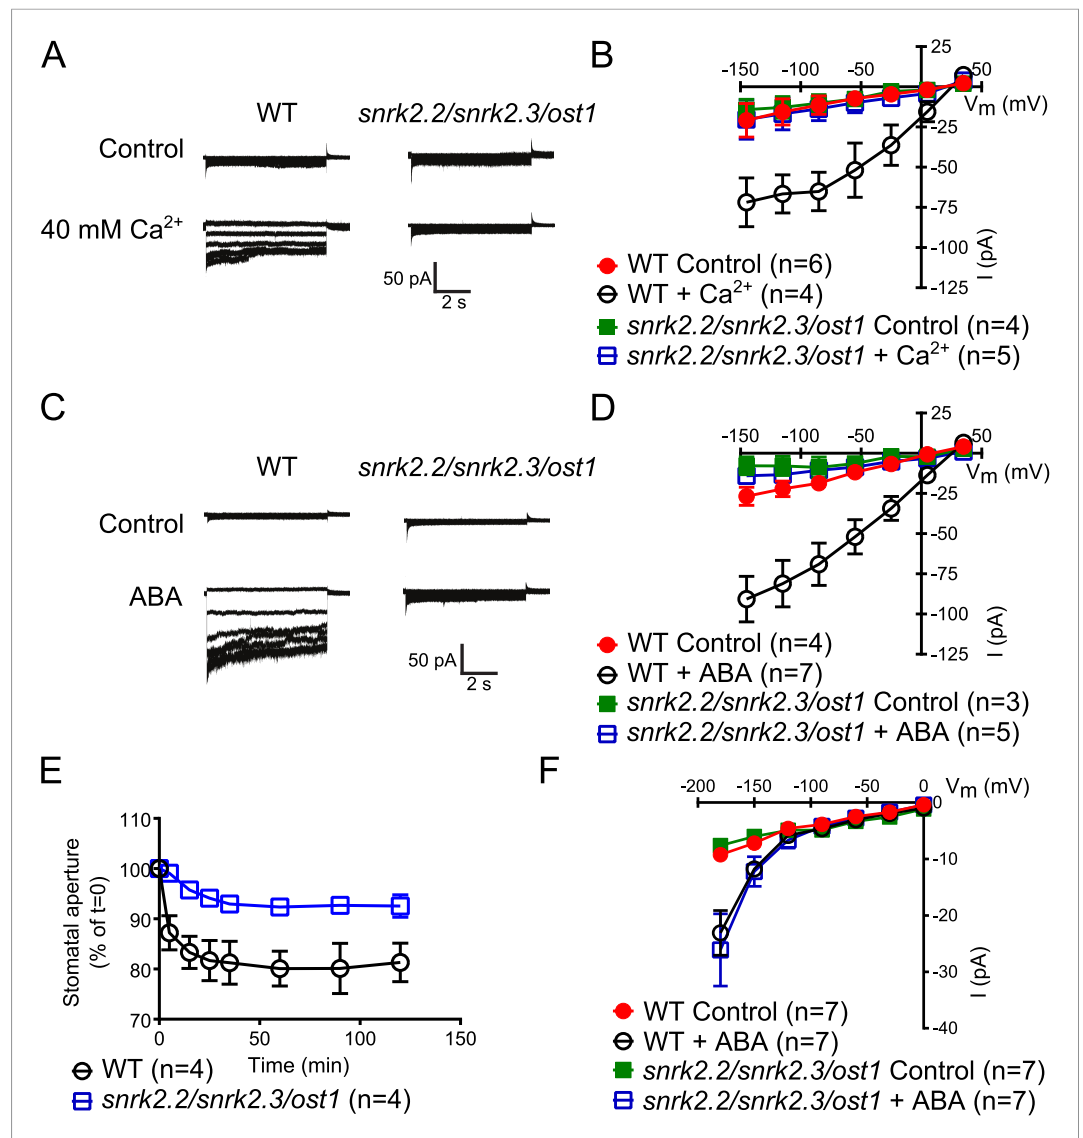 A
WT
snrk2.2/snrk2.3/ost1
Control
40 mM Ca²⁺
50 pA
2 s
B
25
-150
-100
-50
50
Vm (mV)
-25
-50
-75
-100
-125
I (pA)
WT Control (n=6)
WT + Ca²⁺ (n=4)
snrk2.2/snrk2.3/ost1 Control (n=4)
snrk2.2/snrk2.3/ost1 + Ca²⁺ (n=5)
C
WT
snrk2.2/snrk2.3/ost1
Control
ABA
50 pA
2 s
D
25
-150
-100
-50
50
Vm (mV)
-25
-50
-75
-100
-125
I (pA)
WT Control (n=4)
WT + ABA (n=7)
snrk2.2/snrk2.3/ost1 Control (n=3)
snrk2.2/snrk2.3/ost1 + ABA (n=5)
E
110
100
90
80
70
Stomatal aperture
(% of t=0)
0
50
100
150
Time (min)
WT (n=4)
snrk2.2/snrk2.3/ost1 (n=4)
F
-200
-150
-100
-50
0
Vm (mV)
0
-10
-20
-30
-40
I (pA)
WT Control (n=7)
WT + ABA (n=7)
snrk2.2/snrk2.3/ost1 Control (n=7)
snrk2.2/snrk2.3/ost1 + ABA (n=7)